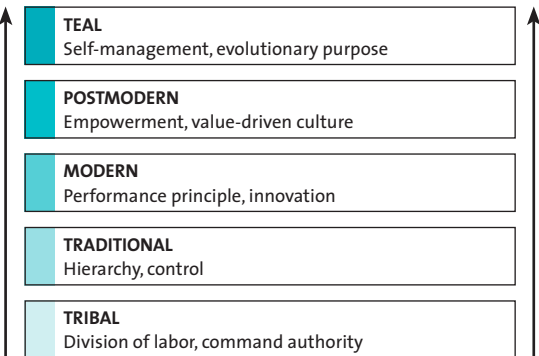 TEAL
Self-management, evolutionary purpose
POSTMODERN
Empowerment, value-driven culture
MODERN
Performance principle, innovation
TRADITIONAL
Hierarchy, control
TRIBAL
Division of labor, command authority